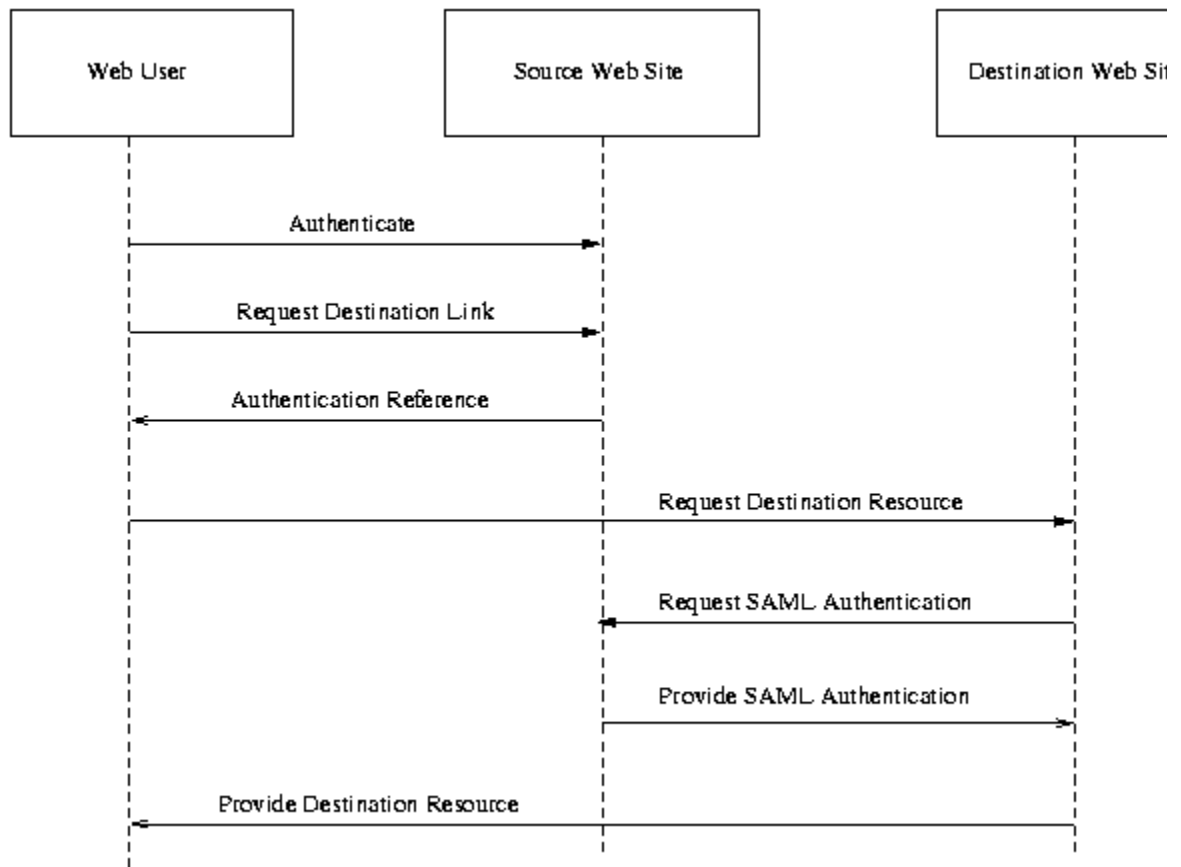 Web User
Source Web Site
Destination Web Sit
Authenticate
Request Destination Link
Authentication Reference
Request Destination Resource
Request SAML Authentication
Provide SAML Authentication
Provide Destination Resource